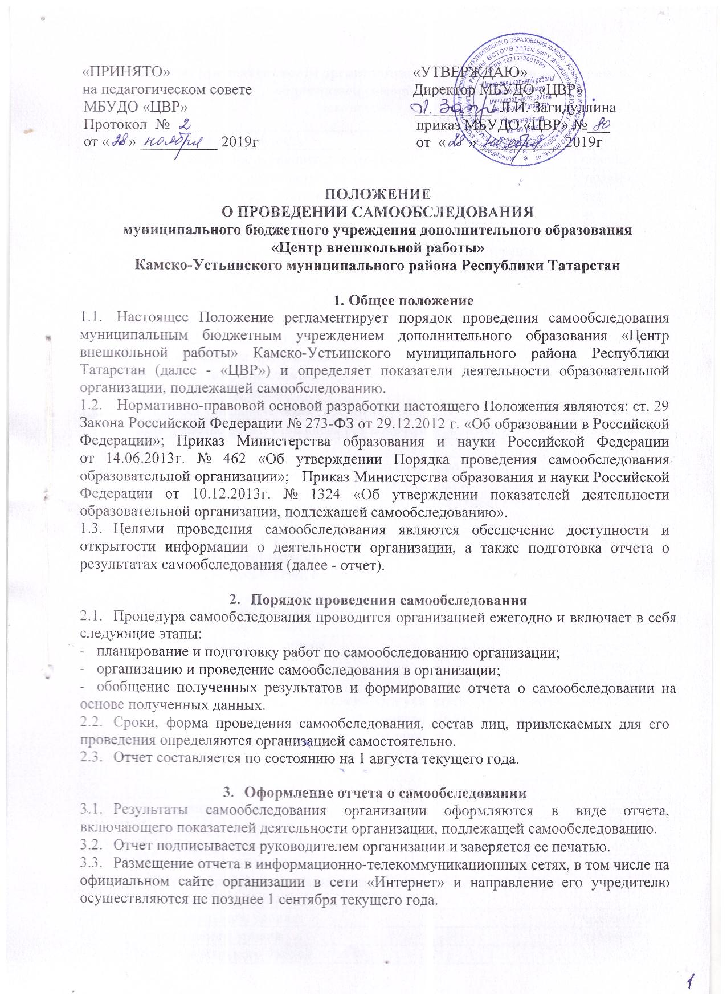 «ПРИНЯТО»
на педагогическом совете
МБУДО «ЦВР»
Протокол № 2
от «28» ноября 2019г
«УТВЕРЖДАЮ»
Директор МБУДО «ЦВР»
Л.И. Загидуллина
приказ МБУДО «ЦВР» № 80
от «28» ноября 2019г
ОГРН 1071672001059
"Центр внешкольной работы"
Камско-Устьинского
муниципального района
Республики Татарстан
ПОЛОЖЕНИЕ
О ПРОВЕДЕНИИ САМООБСЛЕДОВАНИЯ
муниципального бюджетного учреждения дополнительного образования
«Центр внешкольной работы»
Камско-Устьинского муниципального района Республики Татарстан
1. Общее положение
1.1. Настоящее Положение регламентирует порядок проведения самообследования
муниципальным бюджетным учреждением дополнительного образования «Центр
внешкольной работы» Камско-Устьинского муниципального района Республики
Татарстан (далее - «ЦВР») и определяет показатели деятельности образовательной
организации, подлежащей самообследованию.
1.2. Нормативно-правовой основой разработки настоящего Положения являются: ст. 29
Закона Российской Федерации № 273-ФЗ от 29.12.2012 г. «Об образовании в Российской
Федерации»; Приказ Министерства образования и науки Российской Федерации
от 14.06.2013г. № 462 «Об утверждении Порядка проведения самообследования
образовательной организации»; Приказ Министерства образования и науки Российской
Федерации от 10.12.2013г. № 1324 «Об утверждении показателей деятельности
образовательной организации, подлежащей самообследованию».
1.3. Целями проведения самообследования являются обеспечение доступности и
открытости информации о деятельности организации, а также подготовка отчета о
результатах самообследования (далее - отчет).
2. Порядок проведения самообследования
2.1. Процедура самообследования проводится организацией ежегодно и включает в себя
следующие этапы:
- планирование и подготовку работ по самообследованию организации;
- организацию и проведение самообследования в организации;
- обобщение полученных результатов и формирование отчета о самообследовании на
основе полученных данных.
2.2. Сроки, форма проведения самообследования, состав лиц, привлекаемых для его
проведения определяются организацией самостоятельно.
2.3. Отчет составляется по состоянию на 1 августа текущего года.
3. Оформление отчета о самообследовании
3.1. Результаты самообследования организации оформляются в виде отчета,
включающего показателей деятельности организации, подлежащей самообследованию.
3.2. Отчет подписывается руководителем организации и заверяется ее печатью.
3.3. Размещение отчета в информационно-телекоммуникационных сетях, в том числе на
официальном сайте организации в сети «Интернет» и направление его учредителю
осуществляются не позднее 1 сентября текущего года.
1